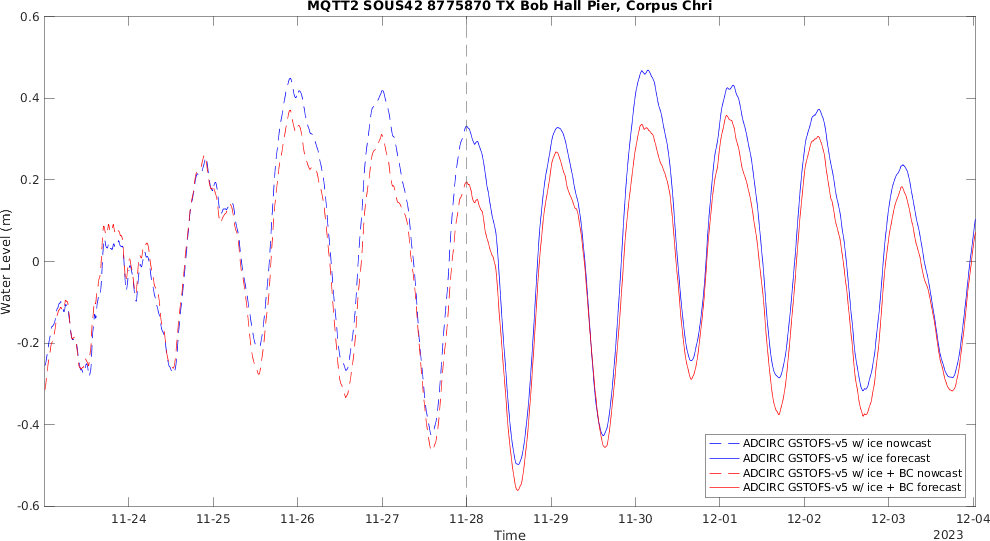 MQTT2 SOUS42 8775870 TX Bob Hall Pier, Corpus Chri
0.6
0.4
0.2
0
-0.2
-0.4
-0.6
Water Level (m)
11-24
11-25
11-26
11-27
11-28
11-29
11-30
12-01
12-02
12-03
12-04
Time
2023
ADCIRC GSTOFS-v5 w/ ice nowcast
ADCIRC GSTOFS-v5 w/ ice forecast
ADCIRC GSTOFS-v5 w/ ice + BC nowcast
ADCIRC GSTOFS-v5 w/ ice + BC forecast